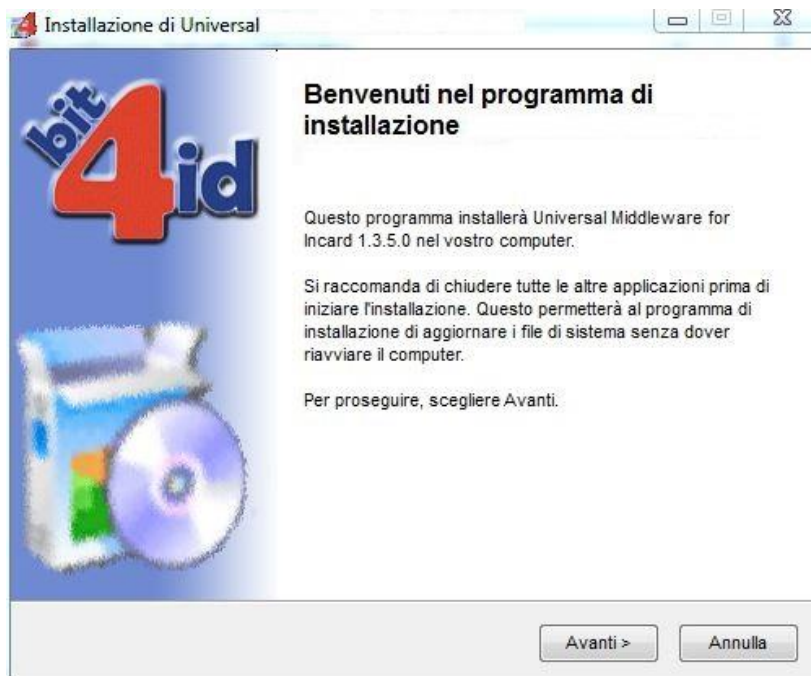 Installazione di Universal
bit
4id
Benvenuti nel programma di
installazione
Questo programma installerà Universal Middleware for
Incard 1.3.5.0 nel vostro computer.
Si raccomanda di chiudere tutte le altre applicazioni prima di
iniziare l'installazione. Questo permetterà al programma di
installazione di aggiornare i file di sistema senza dover
riavviare il computer.
Per proseguire, scegliere Avanti.
Avanti > Annulla